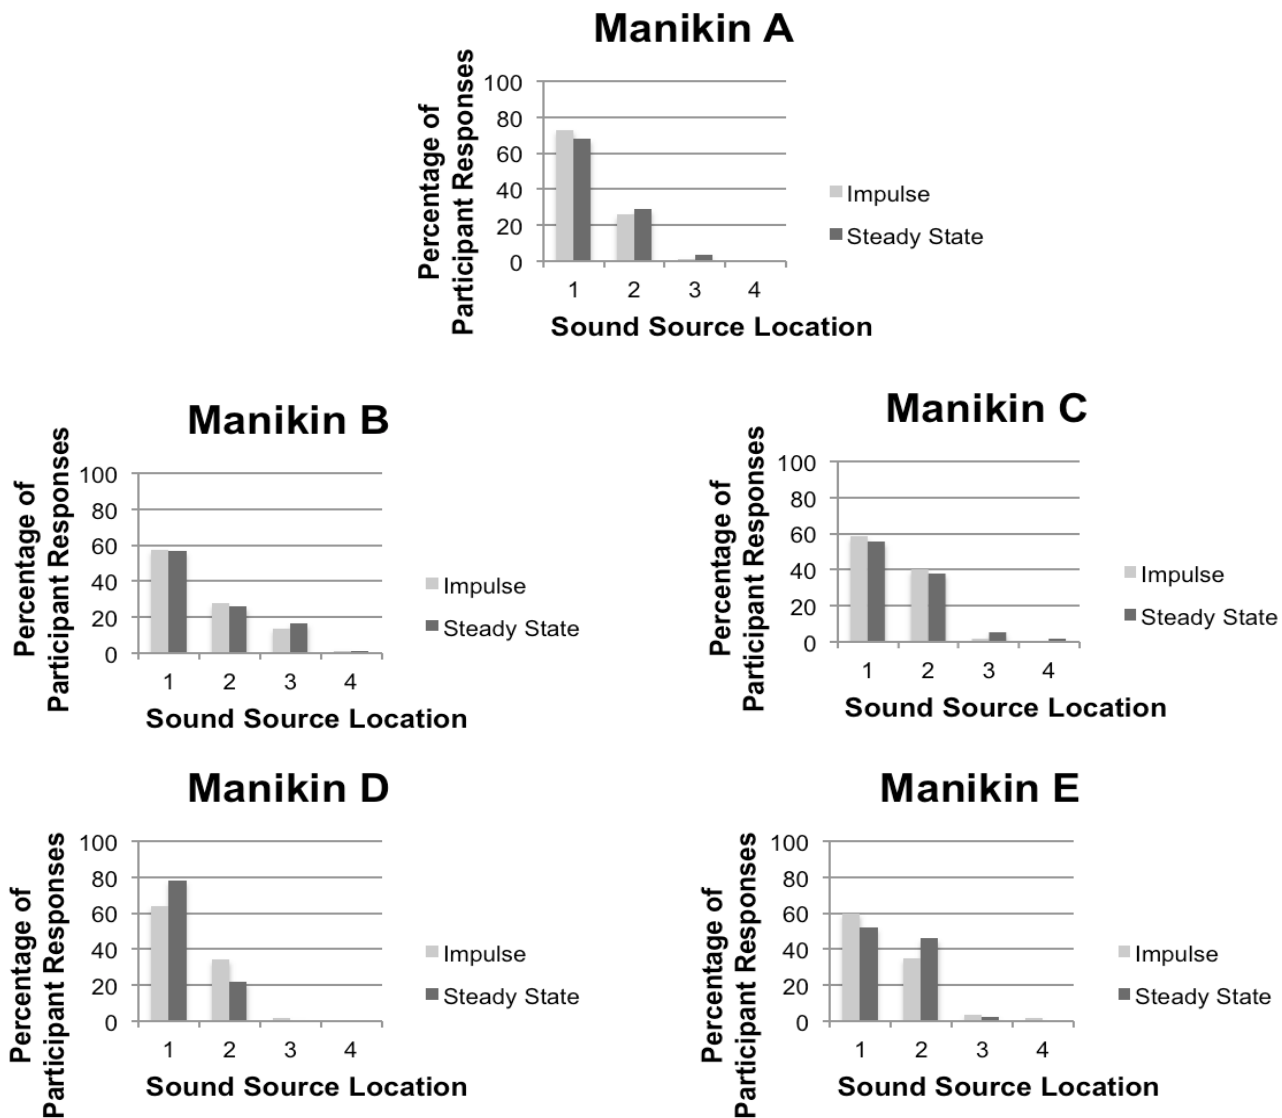 Manikin A
Percentage of
Participant Responses
100
80
60
40
20
0
1 2 3 4
Sound Source Location
Impulse
Steady State
Manikin B
Percentage of
Participant Responses
100
80
60
40
20
0
1 2 3 4
Sound Source Location
Impulse
Steady State
Manikin C
Percentage of
Participant Responses
100
80
60
40
20
0
1 2 3 4
Sound Source Location
Impulse
Steady State
Manikin D
Percentage of
Participant Responses
100
80
60
40
20
0
1 2 3 4
Sound Source Location
Impulse
Steady State
Manikin E
Percentage of
Participant Responses
100
80
60
40
20
0
1 2 3 4
Sound Source Location
Impulse
Steady State